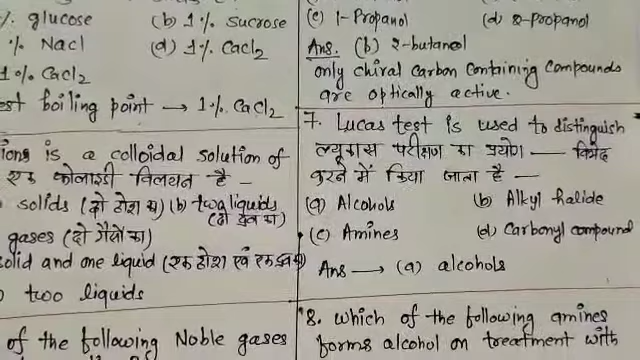 % glucose (b) 1% sucrose
% Nacl (d) 1% Cacl2
1% Cacl2
est boiling point → 1% Cacl2
ions is a colloidal solution of
एक कोलाइडी विलयन है –
solids (दो ठोस का) (b) two liquids
(दो द्रव का)
gases (दो गैसों का)
solid and one liquid (एक ठोस एवं एक द्रव का)
two liquids
of the following Noble gases
(c) 1-Propanol (d) 2-Propanol
Ans. (b) 2-butanol
only chiral carbon containing compounds
are optically active.
7. Lucas test is used to distinguish
ल्यूकास परीक्षण का प्रयोग — विभेद
करने में किया जाता है –
(a) Alcohols (b) Alkyl halide
(c) Amines (d) Carbonyl compound
Ans → (a) alcohols
8. which of the following amines
forms alcohol on treatment with